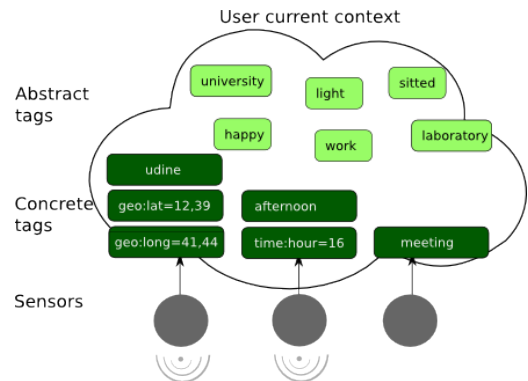 User current context
Abstract
tags
university
light
sitted
happy
work
laboratory
Concrete
tags
udine
geo:lat=12,39
afternoon
geo:long=41,44
time:hour=16
meeting
Sensors